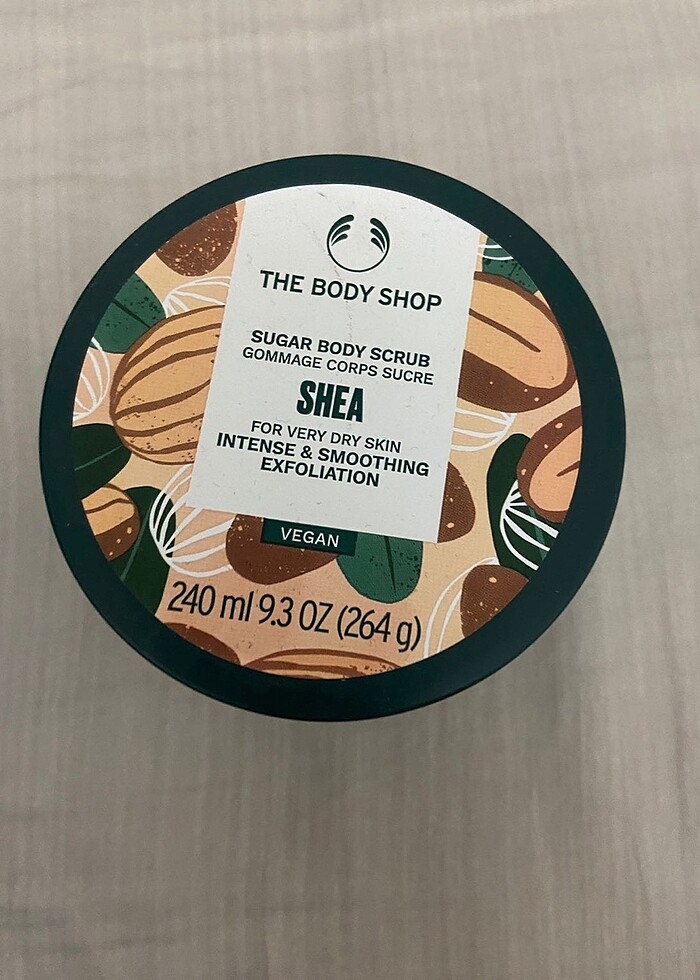 THE BODY SHOP
SUGAR BODY SCRUB
GOMMAGE CORPS SUCRE
SHEA
FOR VERY DRY SKIN
INTENSE & SMOOTHING
EXFOLIATION
VEGAN
240 ml 9.3 OZ (264 g)